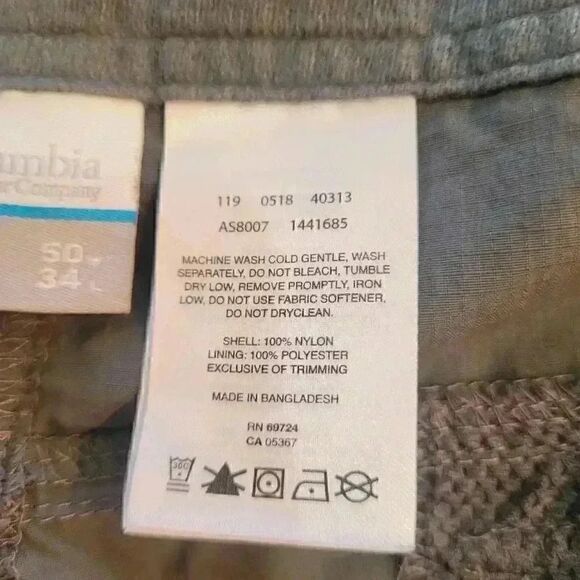 umbia
Company
50
34 L
119 0518 40313
AS8007 1441685
MACHINE WASH COLD GENTLE, WASH
SEPARATELY, DO NOT BLEACH, TUMBLE
DRY LOW, REMOVE PROMPTLY, IRON
LOW, DO NOT USE FABRIC SOFTENER,
DO NOT DRYCLEAN.
SHELL: 100% NYLON
LINING: 100% POLYESTER
EXCLUSIVE OF TRIMMING
MADE IN BANGLADESH
RN 69724
CA 05367
30C